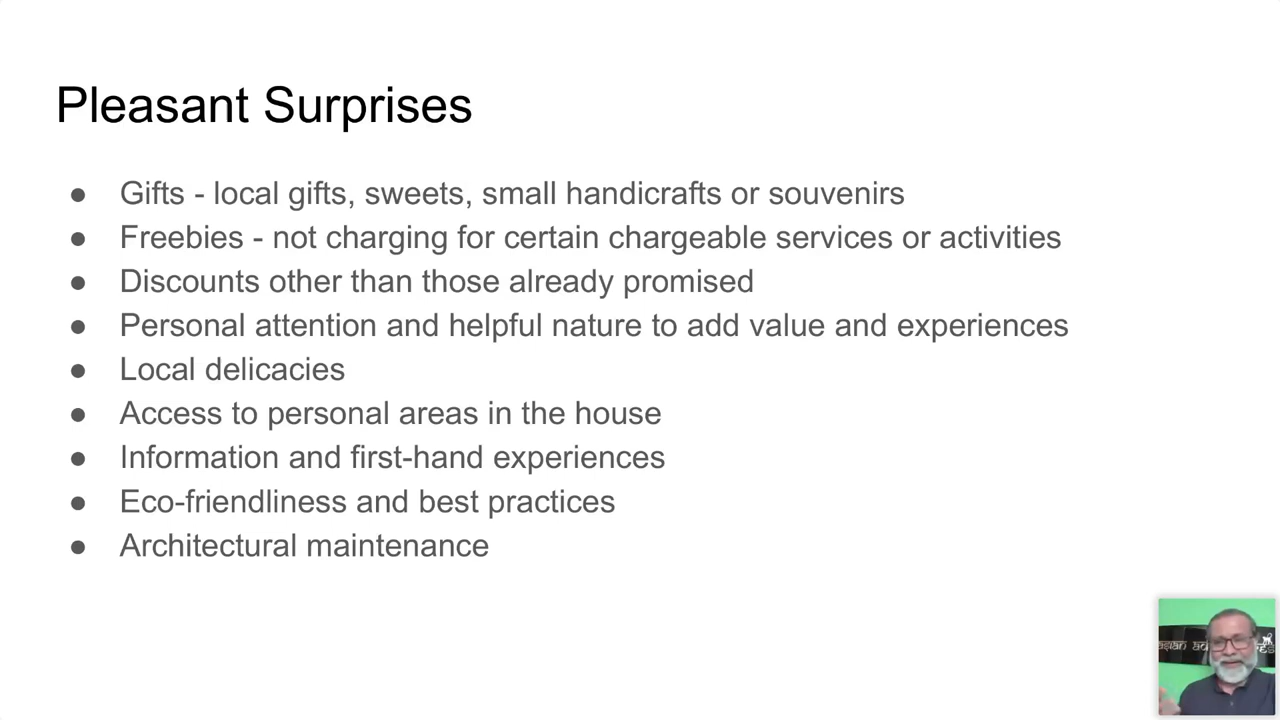 Pleasant Surprises
● Gifts - local gifts, sweets, small handicrafts or souvenirs
● Freebies - not charging for certain chargeable services or activities
● Discounts other than those already promised
● Personal attention and helpful nature to add value and experiences
● Local delicacies
● Access to personal areas in the house
● Information and first-hand experiences
● Eco-friendliness and best practices
● Architectural maintenance
asian